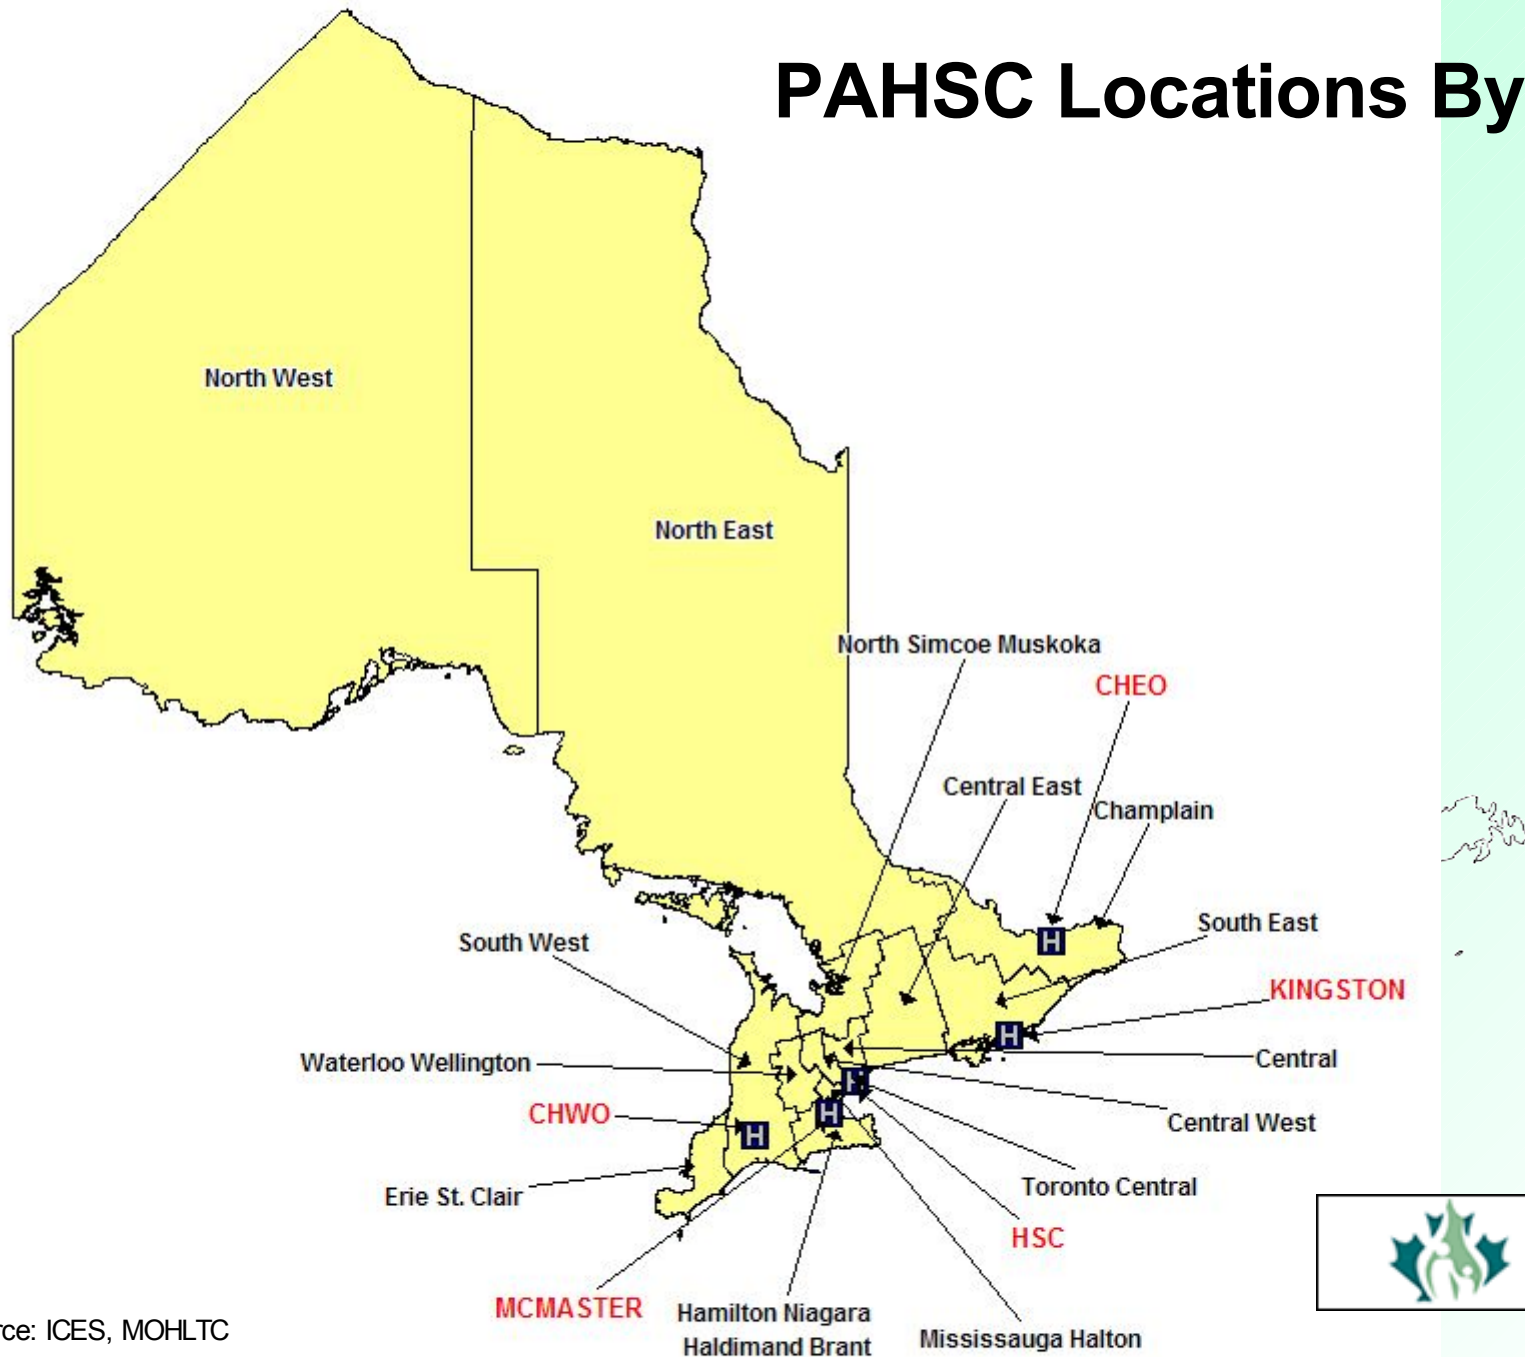 PAHSC Locations By
North West
North East
North Simcoe Muskoka
CHEO
Central East
Champlain
South East
South West
H
KINGSTON
H
Central
Waterloo Wellington
H
CHWO
H
Central West
H
Toronto Central
Erie St. Clair
HSC
MCMASTER
Hamilton Niagara
Haldimand Brant
Mississauga Halton
rce: ICES, MOHLTC